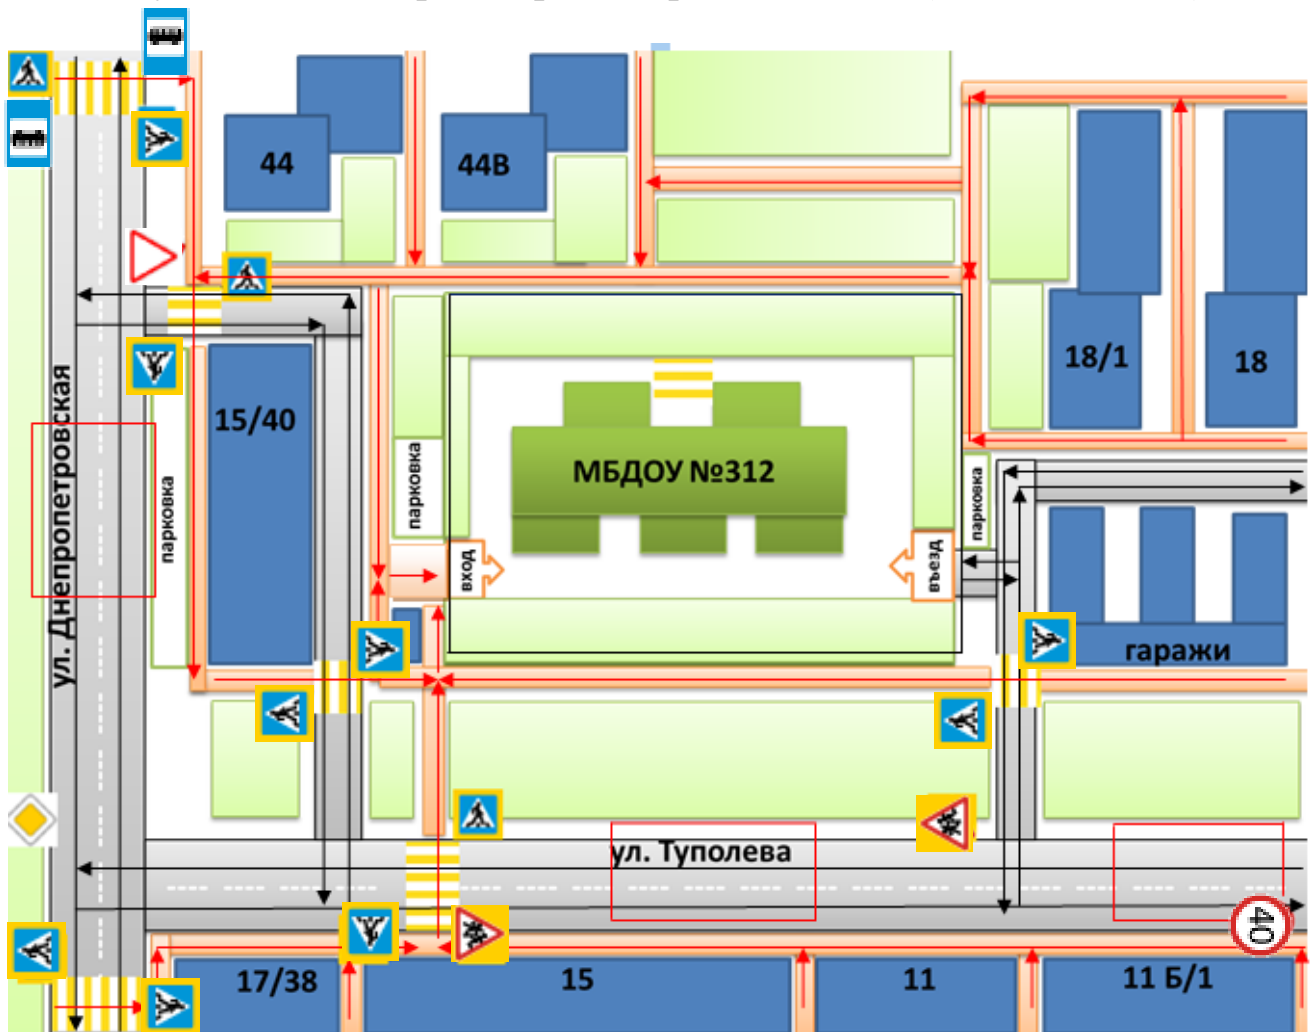 44
44В
18/1
18
ул. Днепропетровская
15/40
парковка
парковка
МБДОУ №312
парковка
вход
въезд
гаражи
ул. Туполева
40
17/38
15
11
11 Б/1